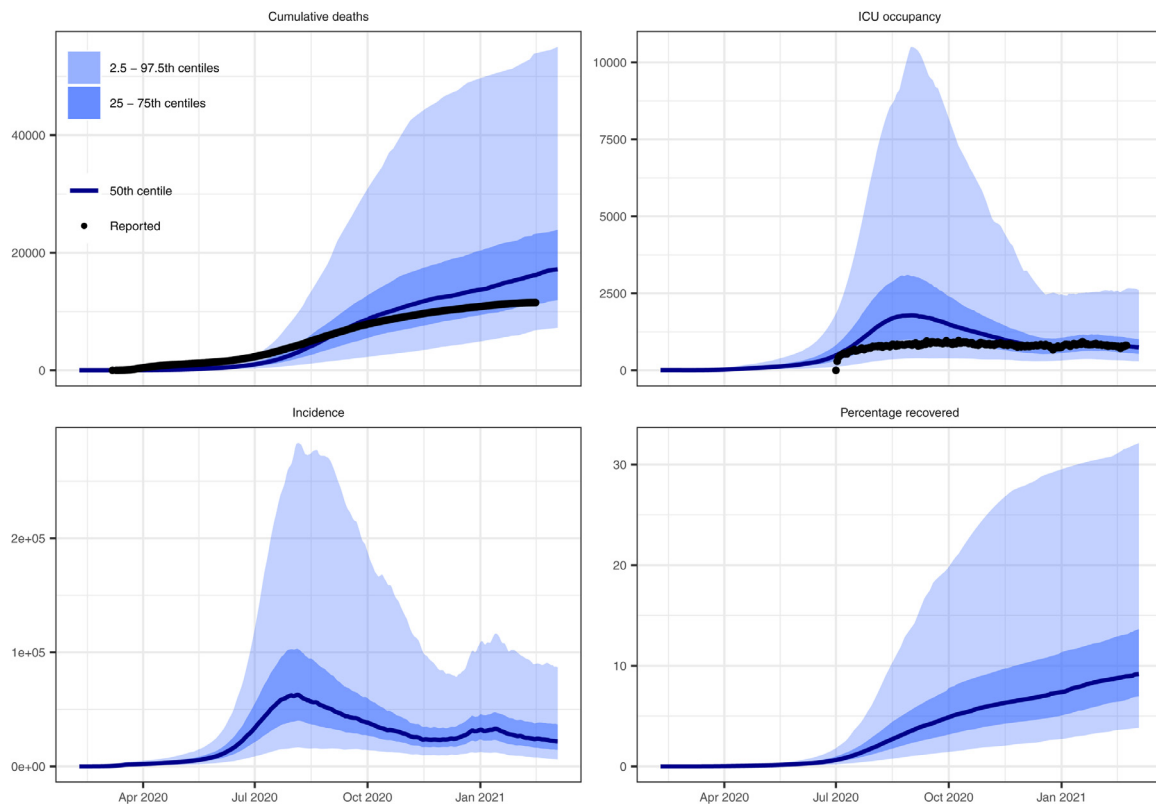 Cumulative deaths
ICU occupancy
2.5 – 97.5th centiles
25 – 75th centiles
50th centile
Reported
40000
20000
0
10000
7500
5000
2500
0
Incidence
Percentage recovered
2e+05
1e+05
0e+00
30
20
10
0
Apr 2020
Jul 2020
Oct 2020
Jan 2021
Apr 2020
Jul 2020
Oct 2020
Jan 2021